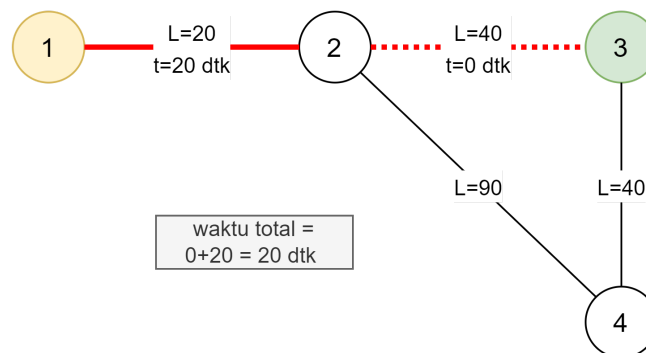 1
L=20
t=20 dtk
2
L=40
t=0 dtk
3
L=90
L=40
waktu total =
0+20 = 20 dtk
4